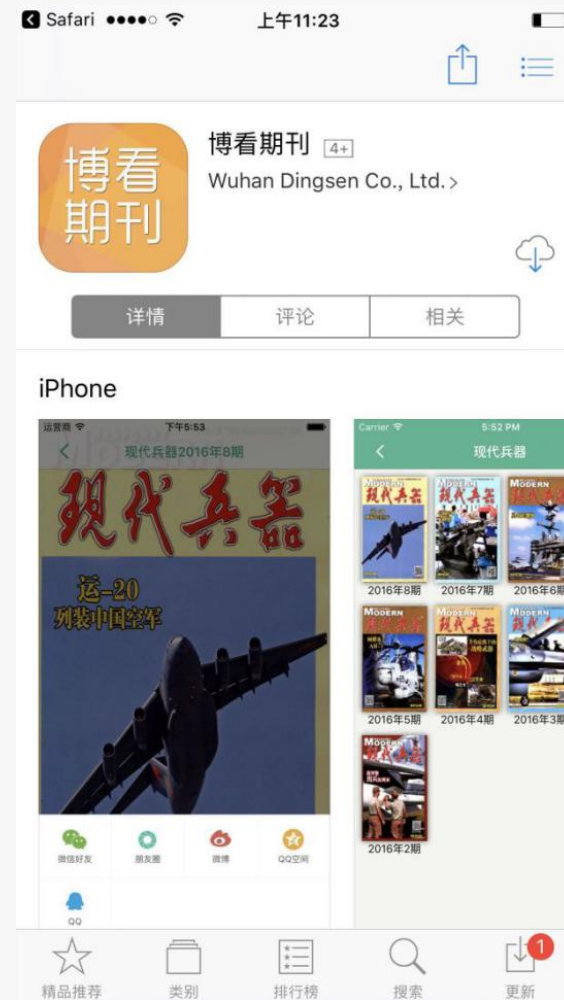 Safari
上午11:23
博看
期刊
博看期刊 4+
Wuhan Dingsen Co., Ltd. >
详情
评论
相关
iPhone
运营商
下午5:53
现代兵器2016年8期
现代兵器
运-20
列装中国空军
微信好友
朋友圈
微博
QQ空间
QQ
Carrier
5:52 PM
现代兵器
2016年8期
2016年7期
2016年6期
2016年5期
2016年4期
2016年3期
2016年2期
精品推荐
类别
排行榜
搜索
更新
1